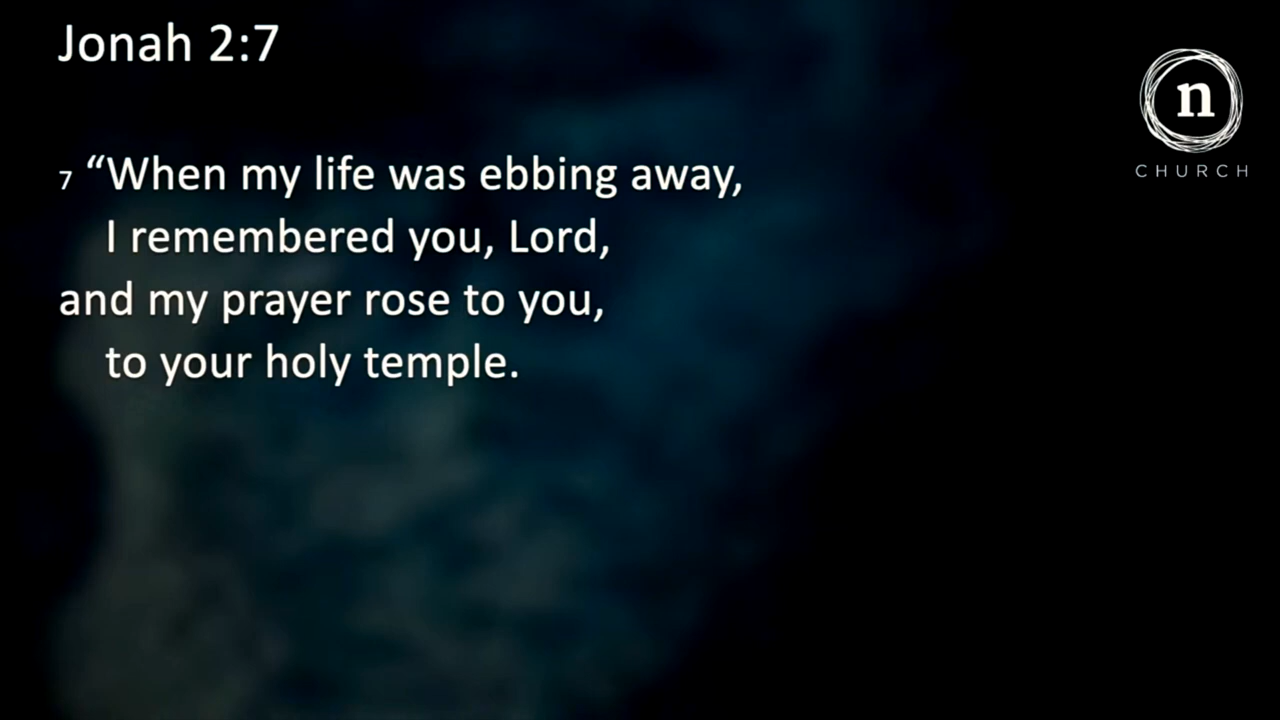 Jonah 2:7
n
CHURCH
7 “When my life was ebbing away,
I remembered you, Lord,
and my prayer rose to you,
to your holy temple.